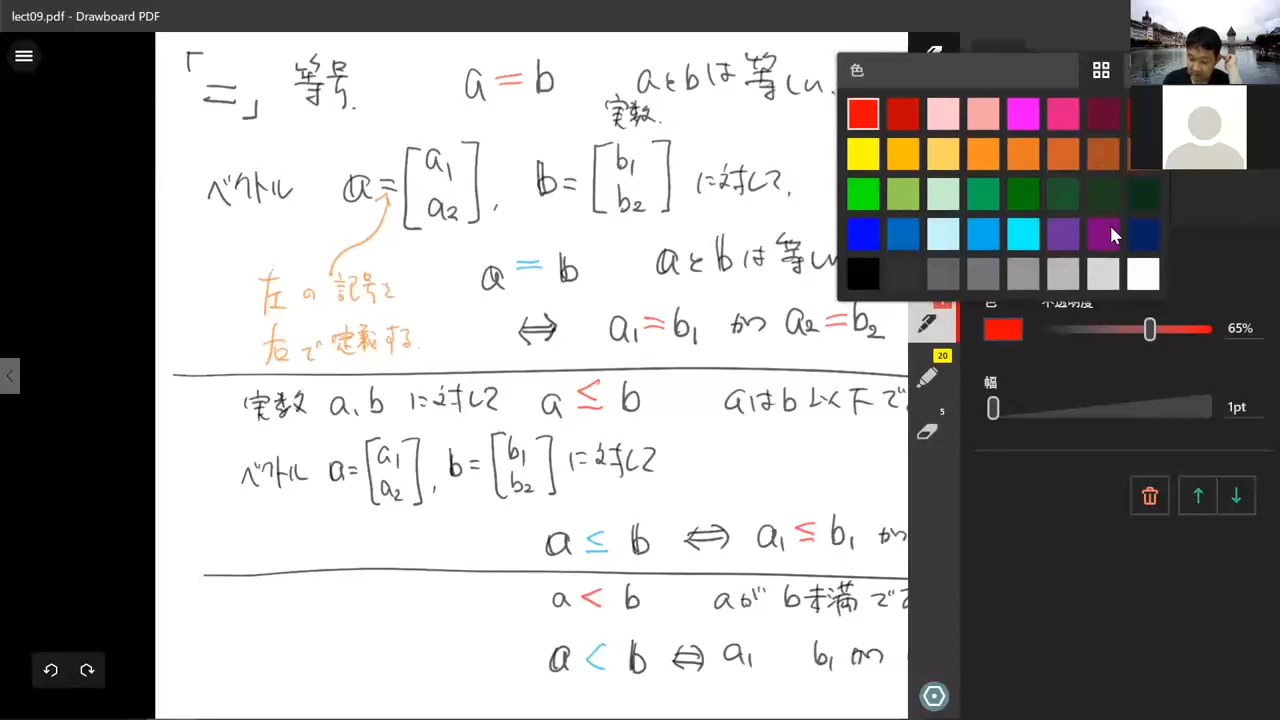 lect09.pdf - Drawboard PDF
「=」 等号 a = b aとbは等しい.
実数.
ベクトル a = [a1 a2], b = [b1 b2] に対して,
a = b aとbは等しい
左の記号を
右で定義する.
⇔ a1 = b1 かつ a2 = b2
実数 a, b に対して a ≤ b aはb以下で
ベクトル a = [a1 a2], b = [b1 b2] に対して
a ≤ b ⇔ a1 ≤ b1 かつ
a < b aがb未満で
a < b ⇔ a1 b1 かつ
色
色 不透明度
65%
20
幅
5
1pt